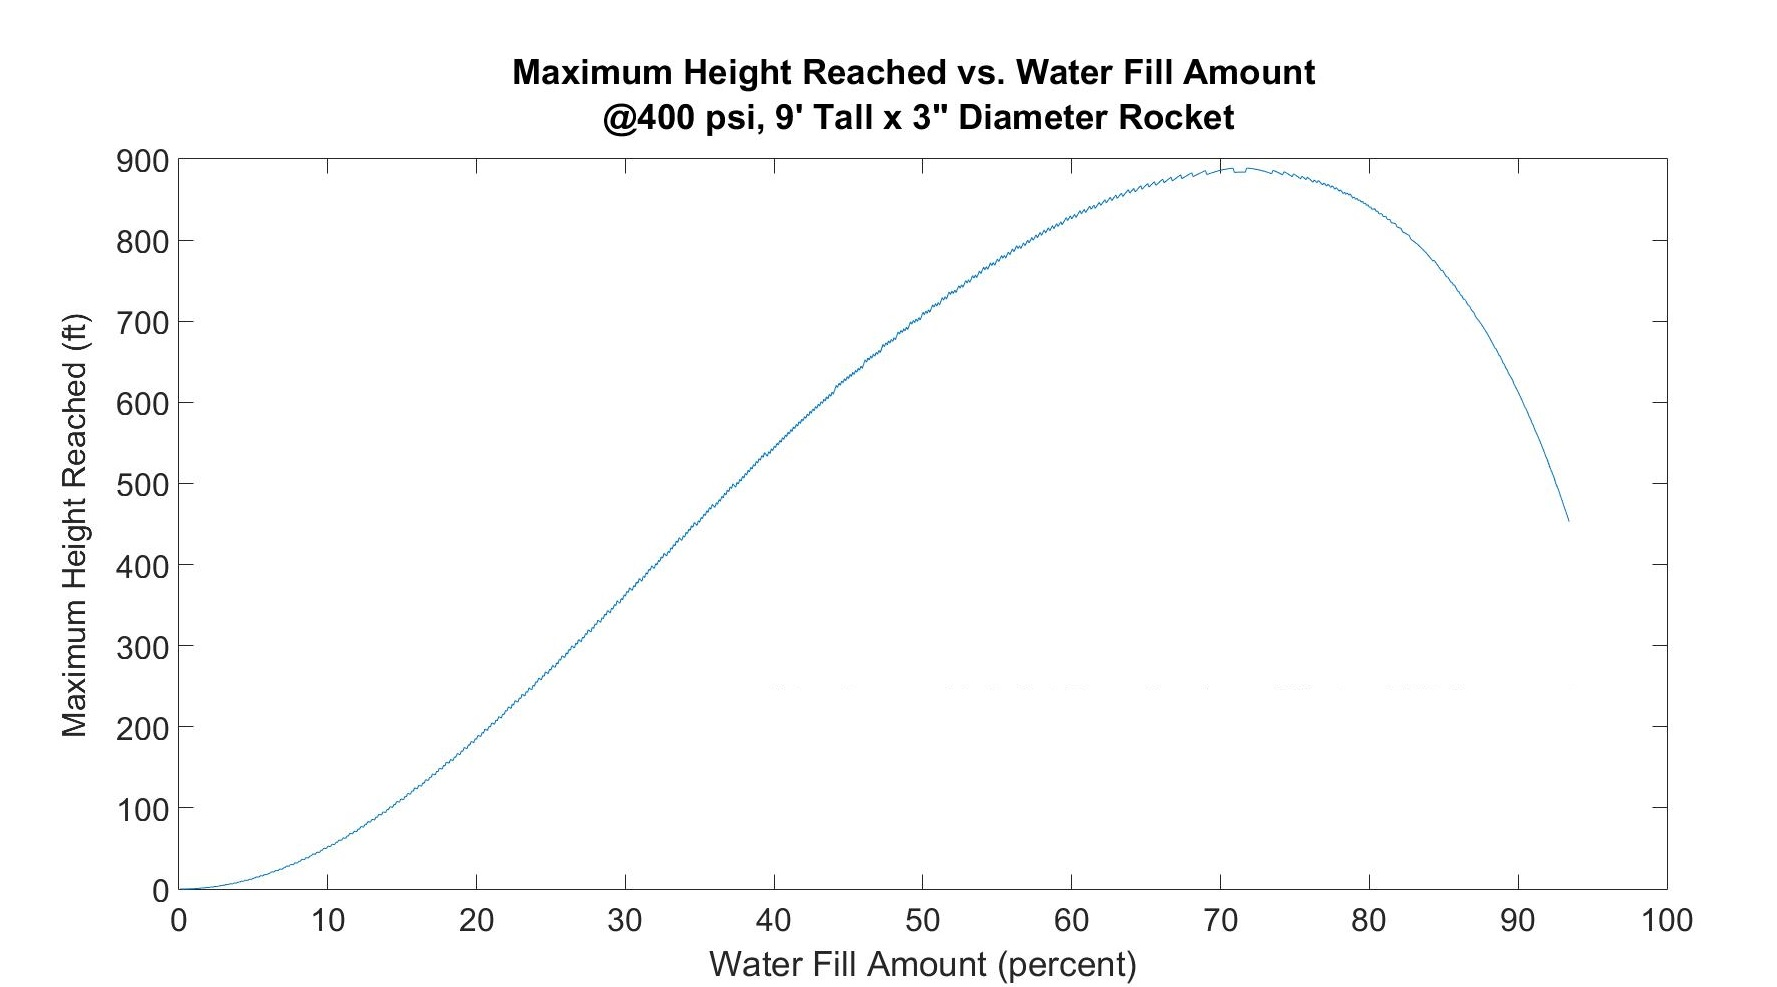 Maximum Height Reached vs. Water Fill Amount
@400 psi, 9' Tall x 3" Diameter Rocket
Maximum Height Reached (ft)
900
800
700
600
500
400
300
200
100
0
0 10 20 30 40 50 60 70 80 90 100
Water Fill Amount (percent)